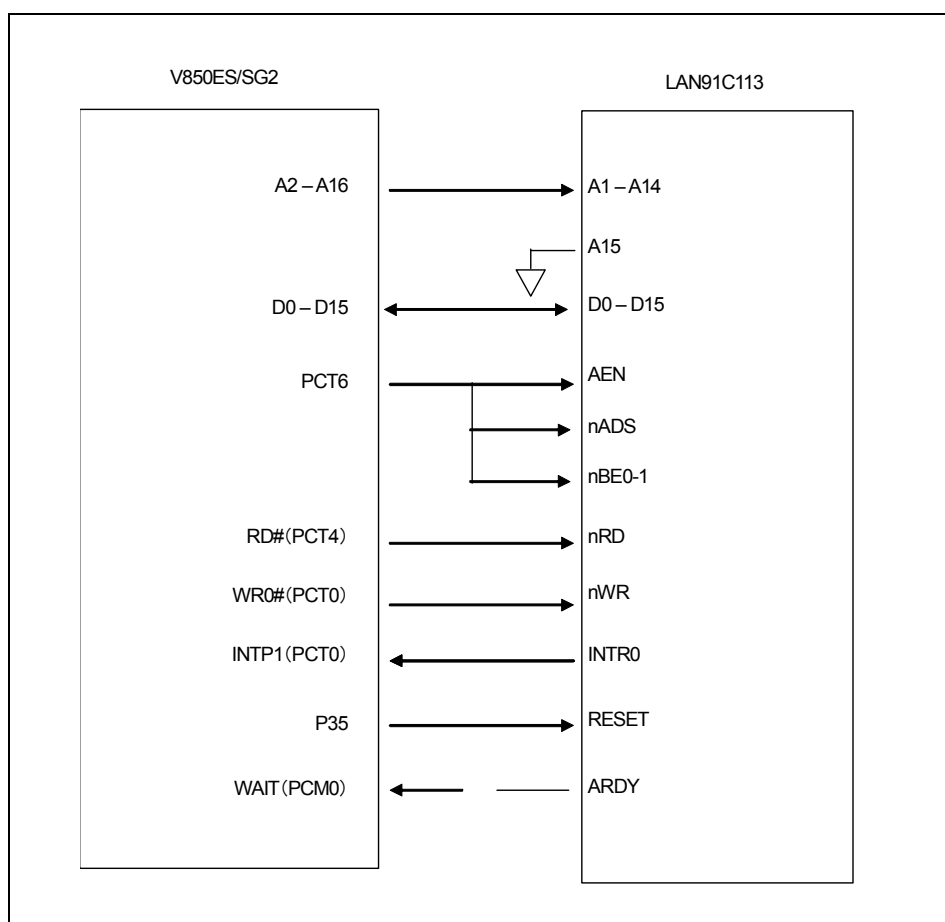 V850ES/SG2
LAN91C113
A2 – A16
A1 – A14
A15
D0 – D15
D0 – D15
PCT6
AEN
nADS
nBE0-1
RD#(PCT4)
nRD
WR0#(PCT0)
nWR
INTP1(PCT0)
INTR0
P35
RESET
WAIT(PCM0)
ARDY